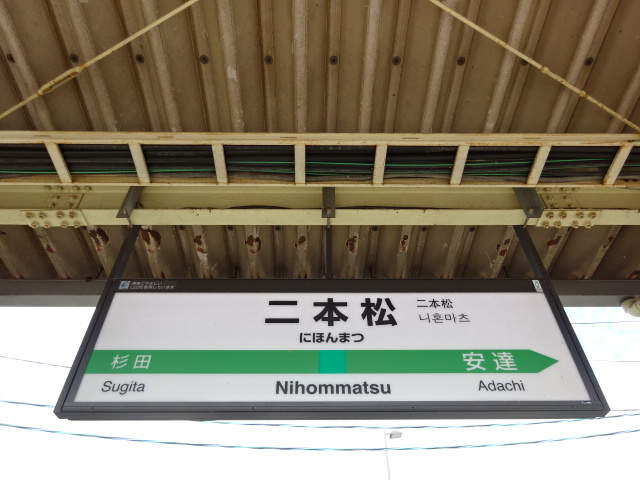 二本松
二本松
니혼마츠
にほんまつ
杉田
安達
Sugita
Nihommatsu
Adachi